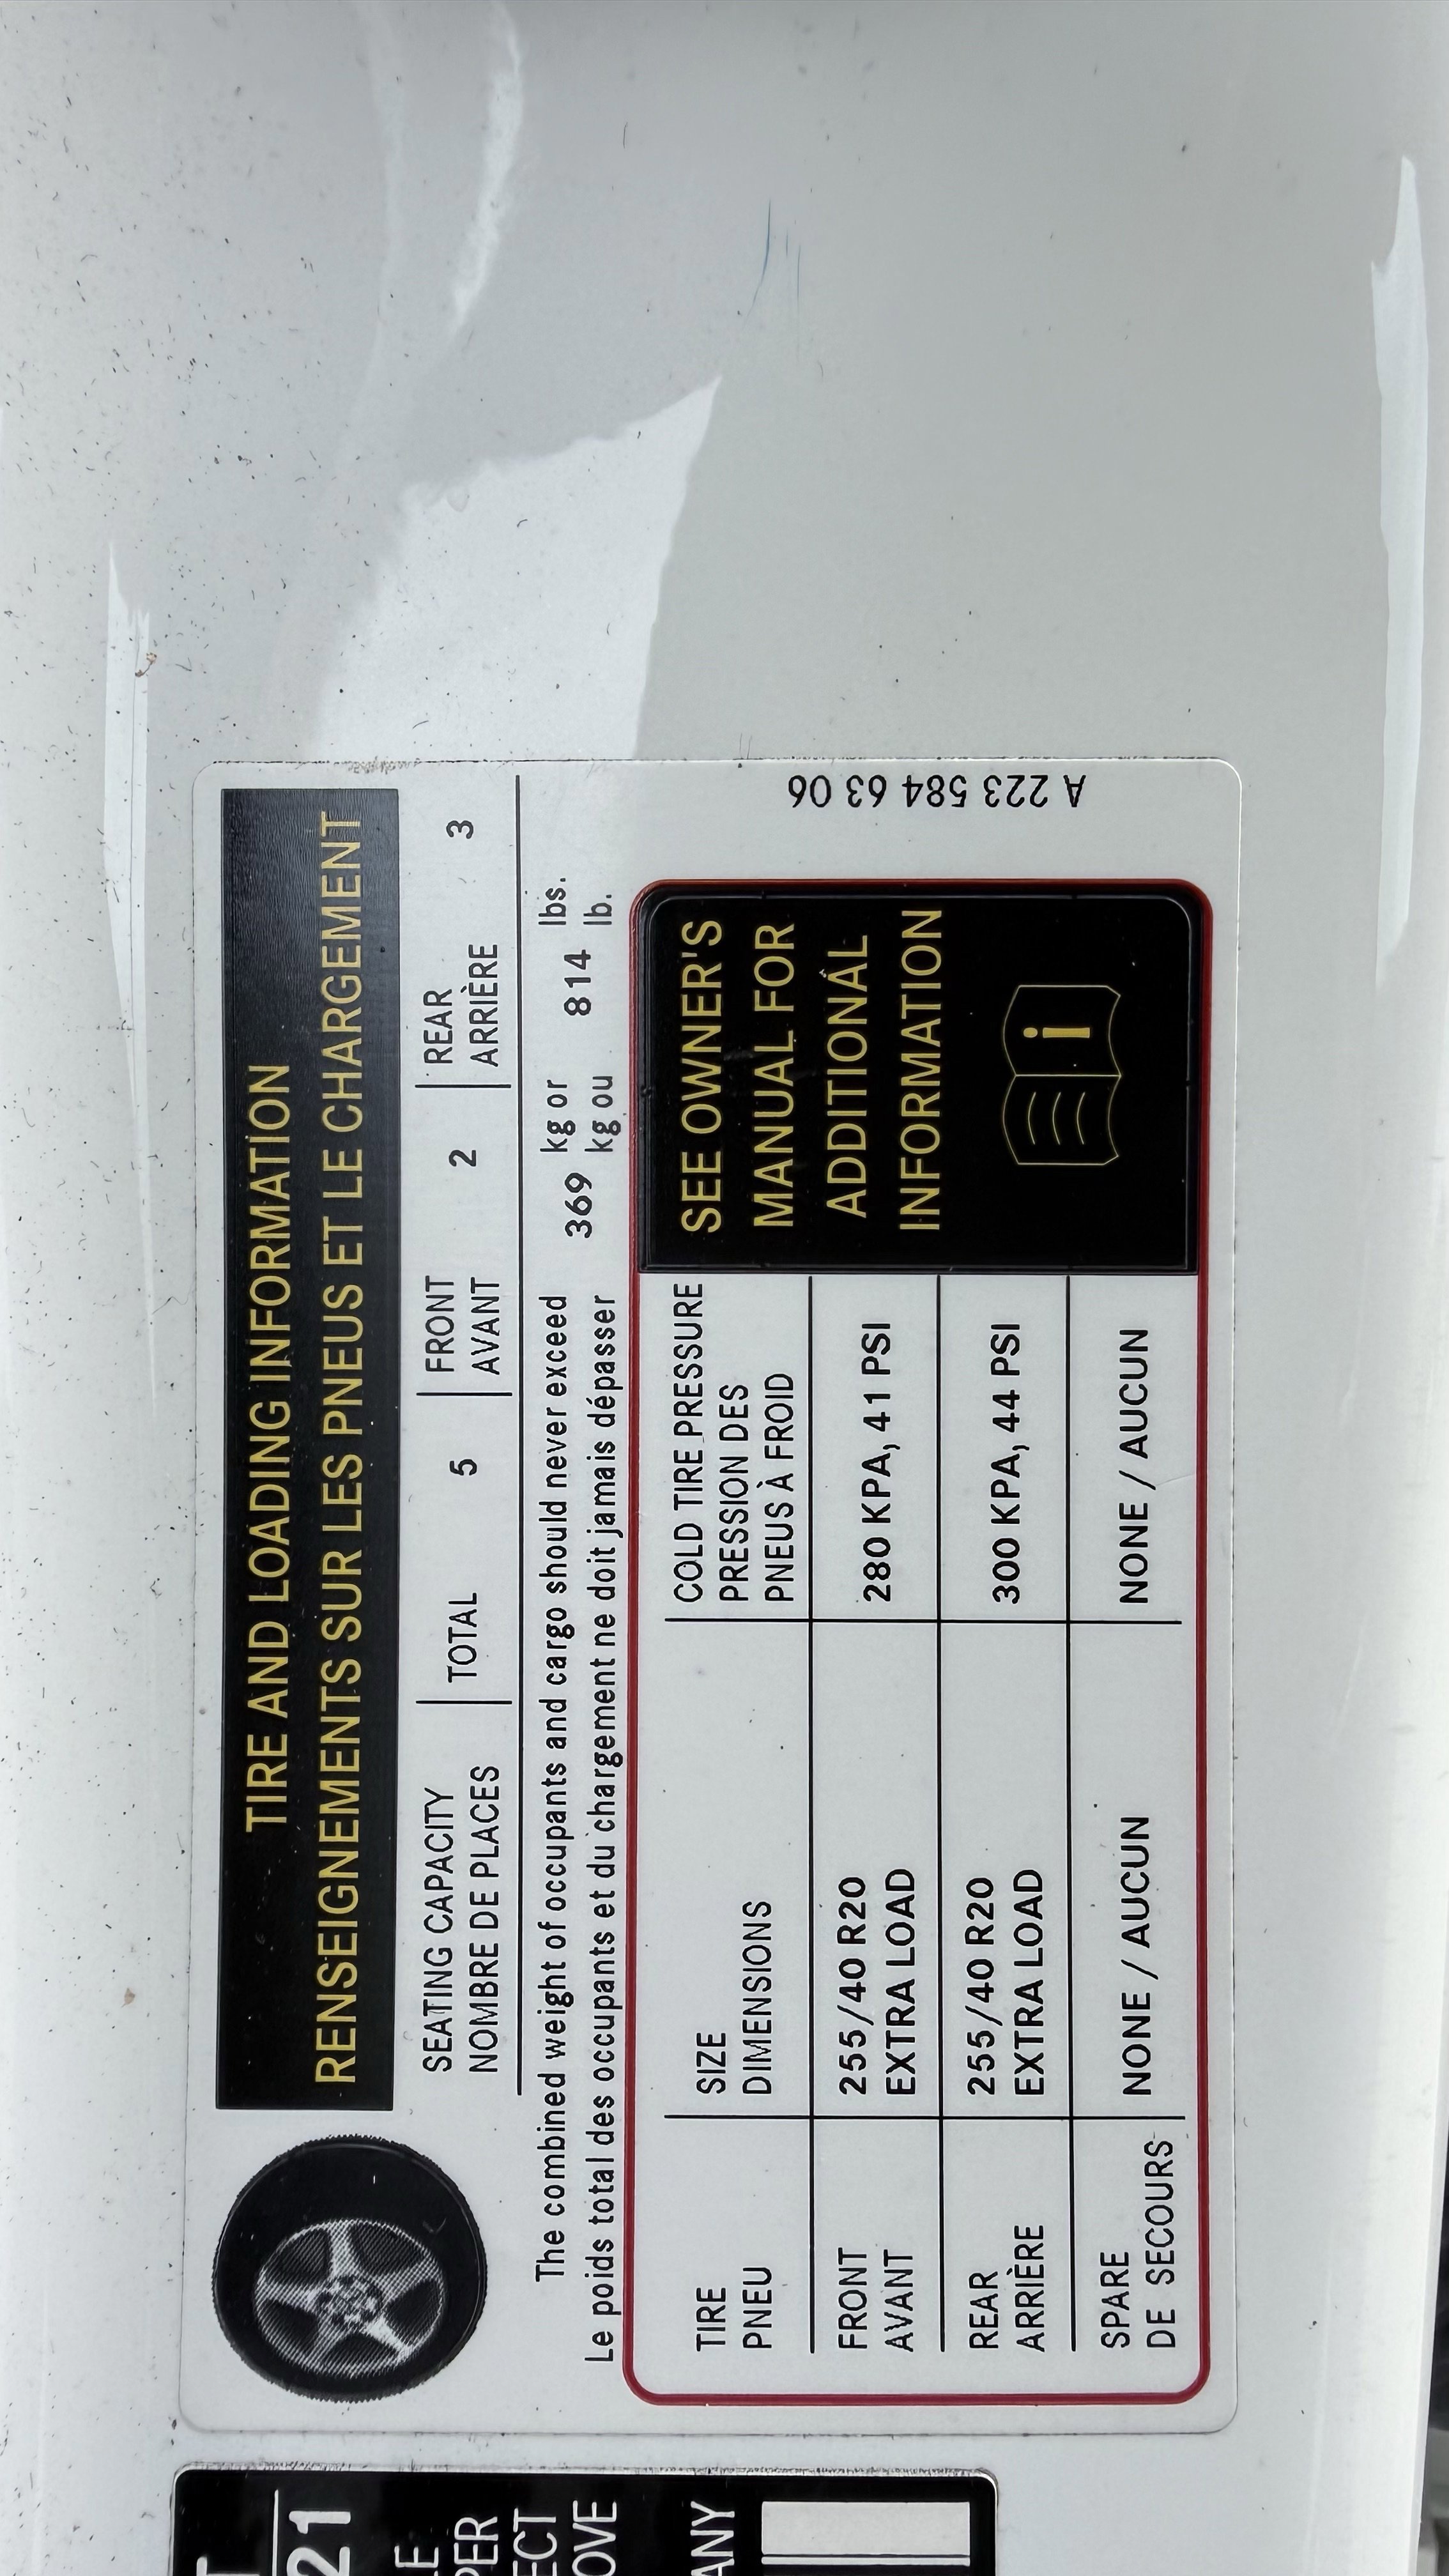 TIRE AND LOADING INFORMATION
RENSEIGNEMENTS SUR LES PNEUS ET LE CHARGEMENT
SEATING CAPACITY
NOMBRE DE PLACES
TOTAL 5
FRONT
AVANT
2
REAR
ARRIÈRE
3
The combined weight of occupants and cargo should never exceed 369 kg or 814 lbs.
Le poids total des occupants et du chargement ne doit jamais dépasser kg ou lb.
TIRE
PNEU
SIZE
DIMENSIONS
COLD TIRE PRESSURE
PRESSION DES
PNEUS À FROID
FRONT
AVANT
255/40 R20
EXTRA LOAD
280 KPA, 41 PSI
REAR
ARRIÈRE
255/40 R20
EXTRA LOAD
300 KPA, 44 PSI
SPARE
DE SECOURS
NONE / AUCUN
NONE / AUCUN
SEE OWNER'S
MANUAL FOR
ADDITIONAL
INFORMATION
i
A 223 584 63 06
21